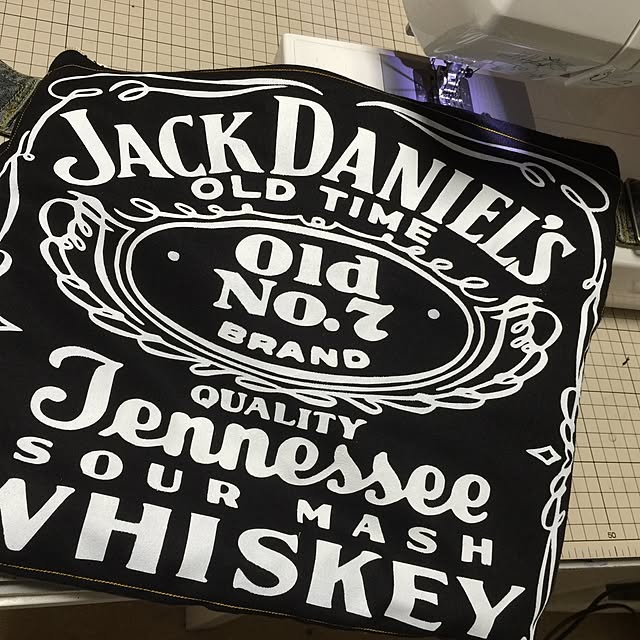 JACK DANIEL'S
OLD TIME
Old
No.7
BRAND
QUALITY
Tennessee
SOUR MASH
WHISKEY